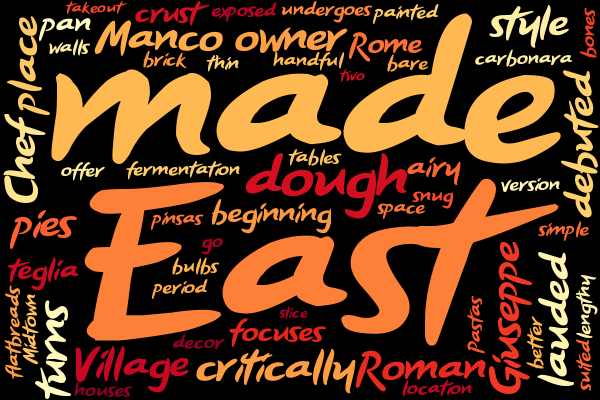 takeout
crust
exposed
undergoes
painted
pan
style
bones
walls
Manco
owner
Rome
place
brick
thin
handful
bare
carbonara
two
made
Chef
debuted
offer
fermentation
tables
dough
airy
version
snug
space
pies
pinsas
beginning
simple
East
go
teglia
bulbs
period
Giuseppe
lauded
lengthy
flatbreads
Midtown
turns
slice
focuses
Pastas
better
suited
decor
Village
critically
Roman
houses
location